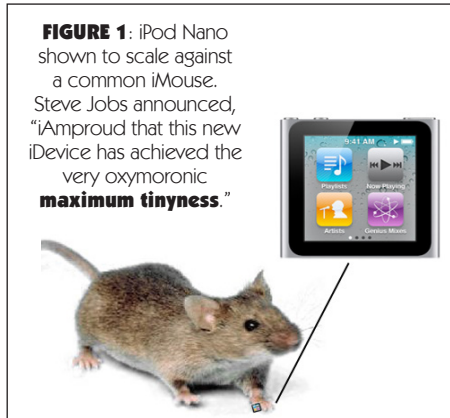 FIGURE 1: iPod Nano
shown to scale against
a common iMouse.
Steve Jobs announced,
“iAmproud that this new
iDevice has achieved the
very oxymoronic
maximum tinyness.”
9:41 AM
Playlists
Now Playing
Artists
Genius Mixes